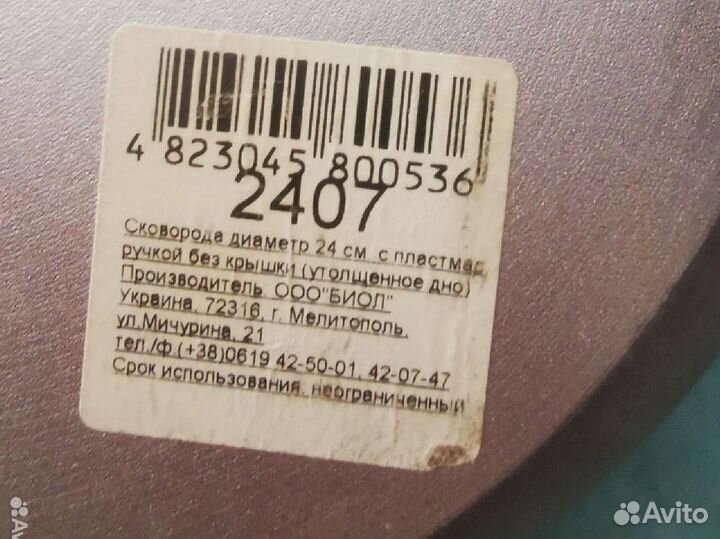 4 823045 800536
2407
Сковорода диаметр 24 см. с пластмас.
ручкой без крышки (утолщенное дно)
Производитель ООО"БИОЛ"
Украина, 72316, г. Мелитополь,
ул.Мичурина, 21
тел./ф.(+38)0619 42-50-01, 42-07-47
Срок использования: неограниченный
Avito
Av